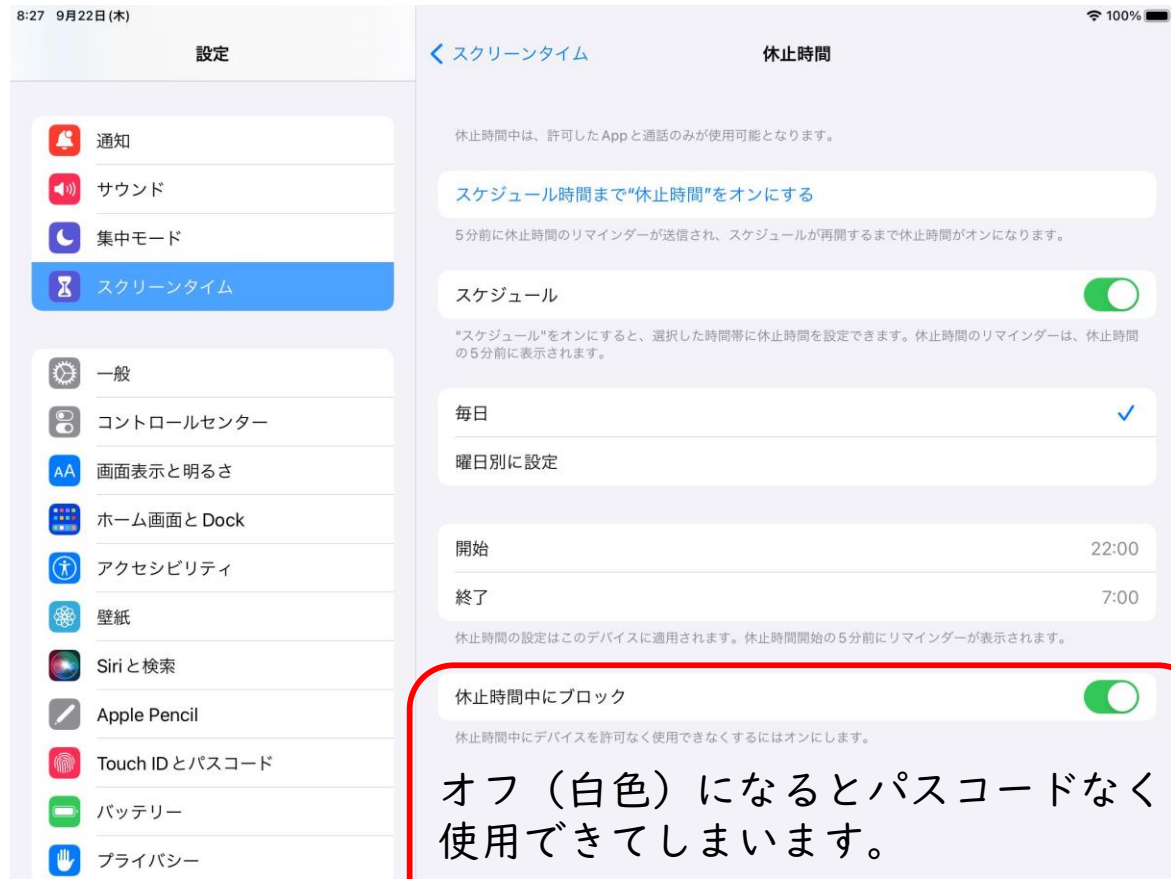 8:27 9月22日(木)
100%
設定
通知
サウンド
集中モード
スクリーンタイム
一般
コントロールセンター
AA 画面表示と明るさ
ホーム画面と Dock
アクセシビリティ
壁紙
Siri と検索
Apple Pencil
Touch ID とパスコード
バッテリー
プライバシー
スクリーンタイム
休止時間
休止時間中は、許可した App と通話のみが使用可能となります。
スケジュール時間まで“休止時間”をオンにする
5分前に休止時間のリマインダーが送信され、スケジュールが再開するまで休止時間がオンになります。
スケジュール
“スケジュール”をオンにすると、選択した時間帯に休止時間を設定できます。休止時間のリマインダーは、休止時間
の5分前に表示されます。
毎日
曜日別に設定
開始 22:00
終了 7:00
休止時間の設定はこのデバイスに適用されます。休止時間開始の5分前にリマインダーが表示されます。
休止時間中にブロック
休止時間中にデバイスを許可なく使用できなくするにはオンにします。
オフ（白色）になるとパスコードなく
使用できてしまいます。